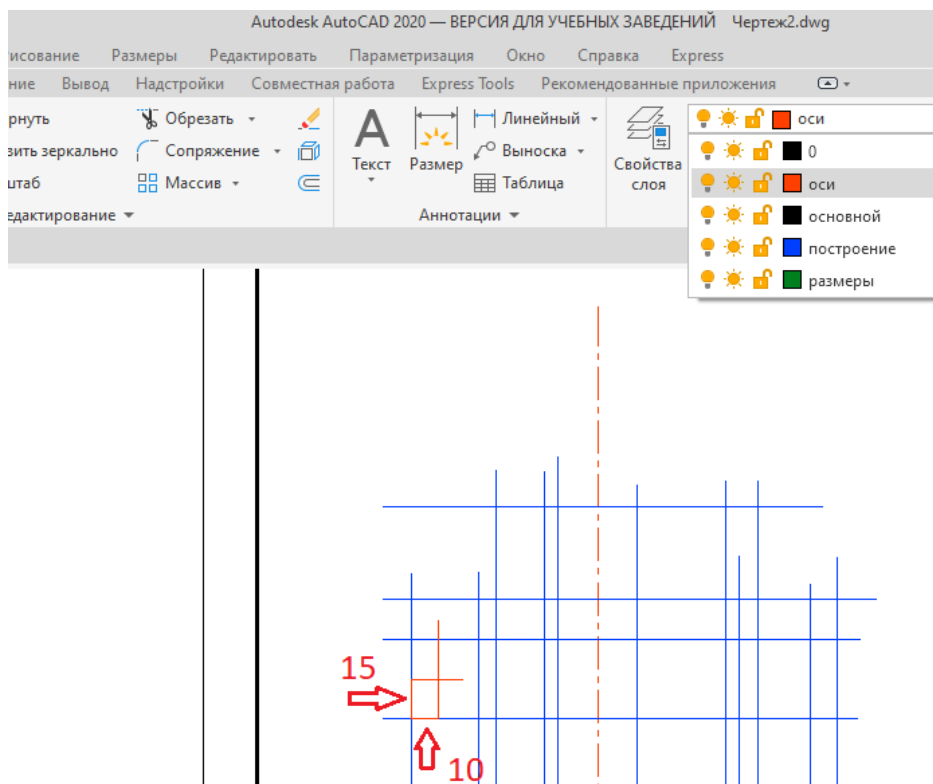 Autodesk AutoCAD 2020 — ВЕРСИЯ ДЛЯ УЧЕБНЫХ ЗАВЕДЕНИЙ Чертеж2.dwg
исование Размеры Редактировать Параметризация Окно Справка Express
ние Вывод Надстройки Совместная работа Express Tools Рекомендованные приложения
рнуть Обрезать
зить зеркально Сопряжение
штаб Массив
едактирование
Текст
Размер
Линейный
Выноска
Таблица
Аннотации
Свойства
слоя
оси
0
оси
основной
построение
размеры
15
10